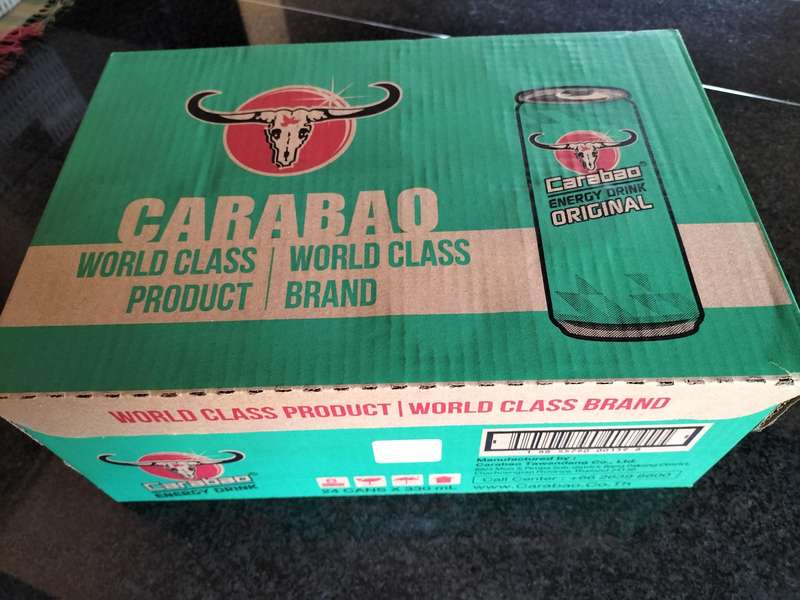 CARABAO
WORLD CLASS PRODUCT
WORLD CLASS BRAND
Carabao®
ENERGY DRINK
ORIGINAL
WORLD CLASS PRODUCT | WORLD CLASS BRAND
Carabao®
ENERGY DRINK
24 CANS X 330 mL
Manufactured by :
Carabao Tawandang Co., Ltd.
Call Center : +66 2636 8600
www.Carabao.Co.Th